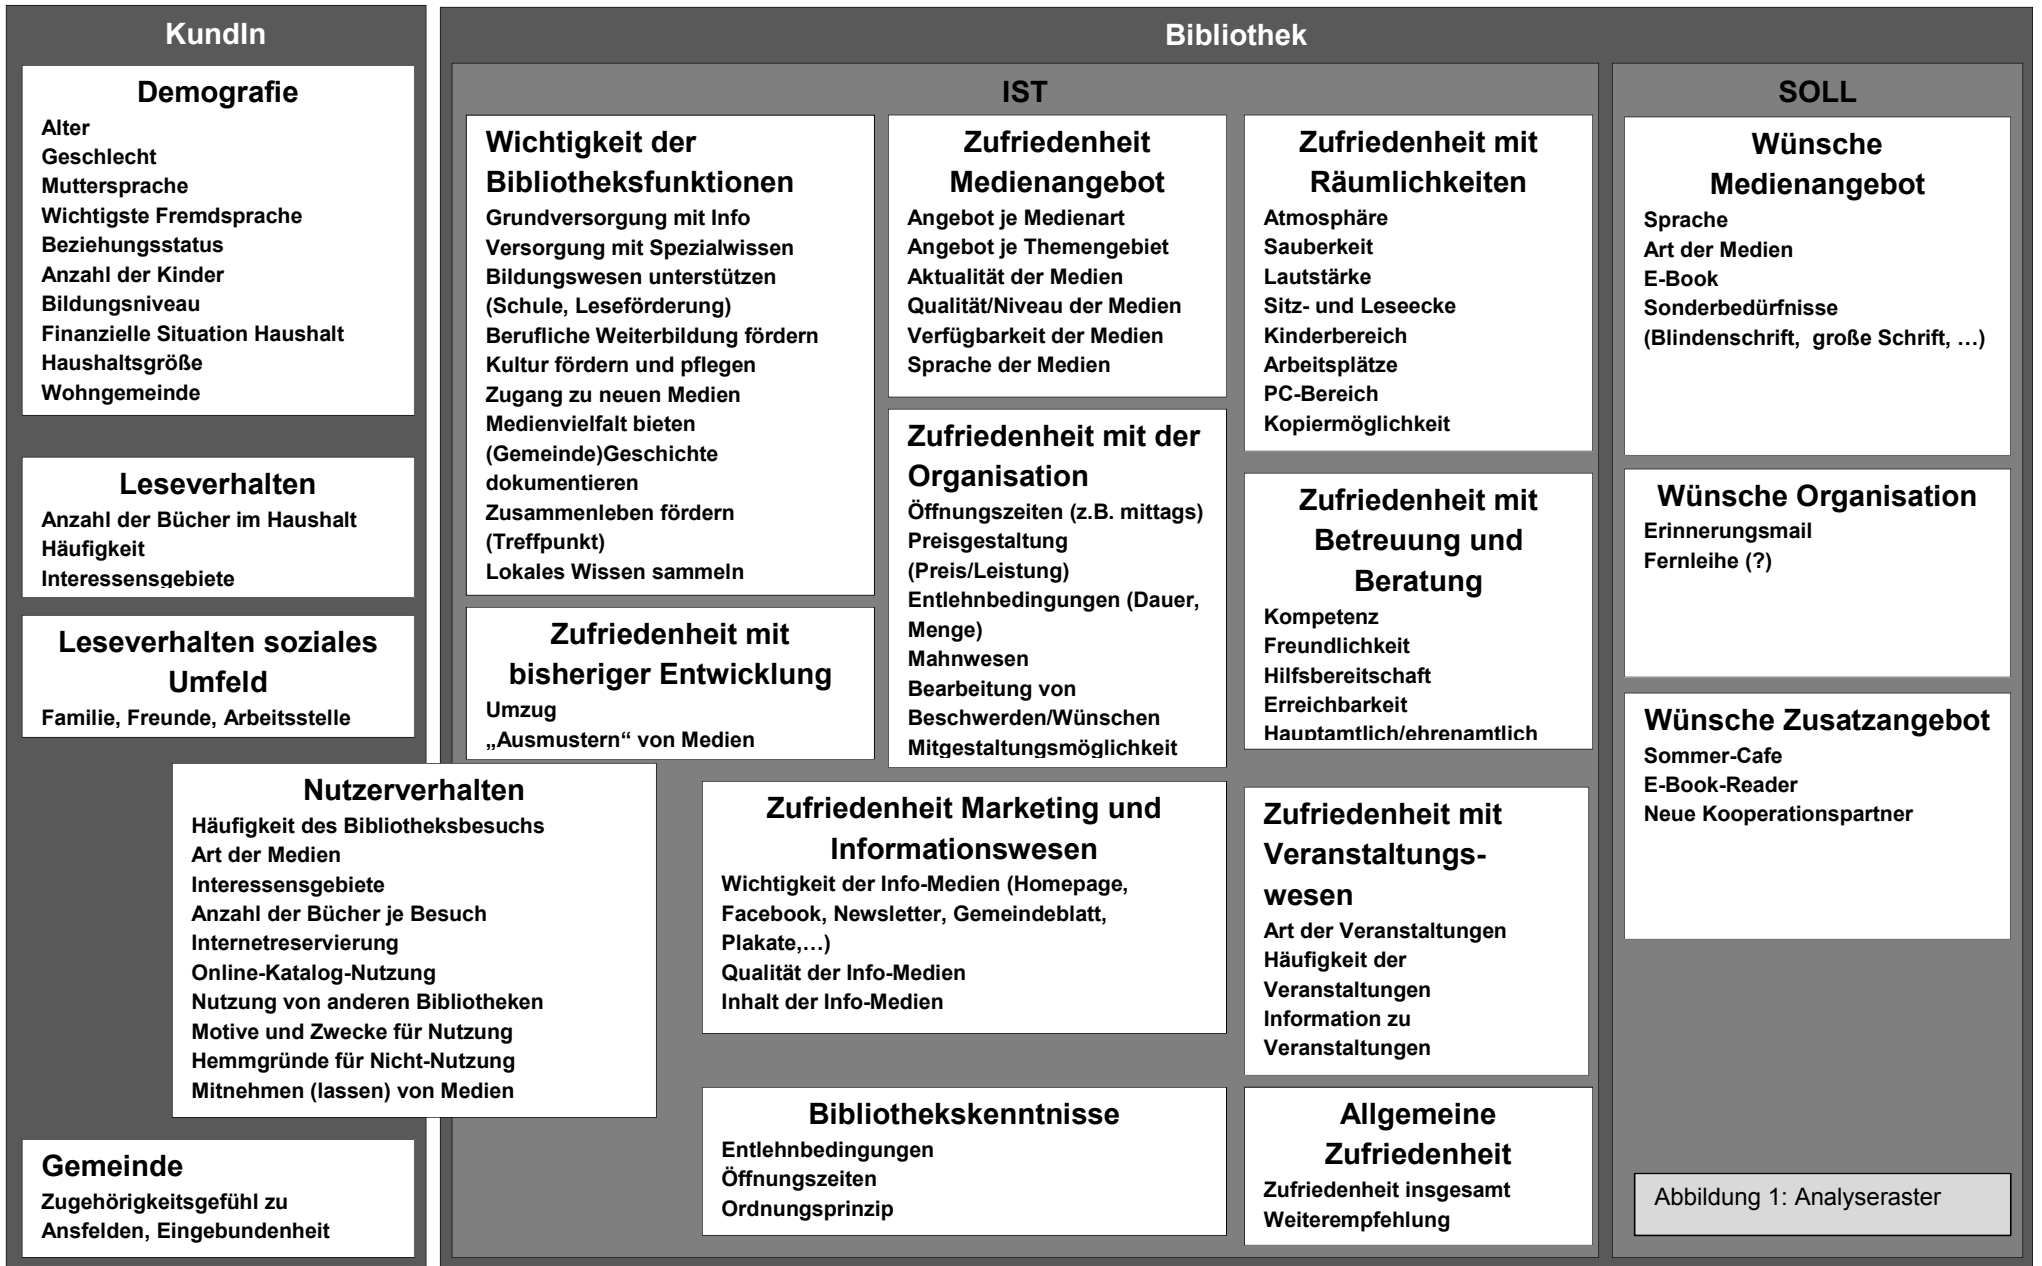 KundIn
Demografie
Alter
Geschlecht
Muttersprache
Wichtigste Fremdsprache
Beziehungsstatus
Anzahl der Kinder
Bildungsniveau
Finanzielle Situation Haushalt
Haushaltsgröße
Wohngemeinde
Leseverhalten
Anzahl der Bücher im Haushalt
Häufigkeit
Interessensgebiete
Leseverhalten soziales
Umfeld
Familie, Freunde, Arbeitsstelle
Nutzerverhalten
Häufigkeit des Bibliotheksbesuchs
Art der Medien
Interessensgebiete
Anzahl der Bücher je Besuch
Internetreservierung
Online-Katalog-Nutzung
Nutzung von anderen Bibliotheken
Motive und Zwecke für Nutzung
Hemmgründe für Nicht-Nutzung
Mitnehmen (lassen) von Medien
Gemeinde
Zugehörigkeitsgefühl zu
Ansfelden, Eingebundenheit
Bibliothek
IST
Wichtigkeit der
Bibliotheksfunktionen
Grundversorgung mit Info
Versorgung mit Spezialwissen
Bildungswesen unterstützen
(Schule, Leseförderung)
Berufliche Weiterbildung fördern
Kultur fördern und pflegen
Zugang zu neuen Medien
Medienvielfalt bieten
(Gemeinde)Geschichte
dokumentieren
Zusammenleben fördern
(Treffpunkt)
Lokales Wissen sammeln
Zufriedenheit mit
bisheriger Entwicklung
Umzug
„Ausmustern“ von Medien
Zufriedenheit
Medienangebot
Angebot je Medienart
Angebot je Themengebiet
Aktualität der Medien
Qualität/Niveau der Medien
Verfügbarkeit der Medien
Sprache der Medien
Zufriedenheit mit der
Organisation
Öffnungszeiten (z.B. mittags)
Preisgestaltung
(Preis/Leistung)
Entlehnbedingungen (Dauer,
Menge)
Mahnwesen
Bearbeitung von
Beschwerden/Wünschen
Mitgestaltungsmöglichkeit
Zufriedenheit Marketing und
Informationswesen
Wichtigkeit der Info-Medien (Homepage,
Facebook, Newsletter, Gemeindeblatt,
Plakate,…)
Qualität der Info-Medien
Inhalt der Info-Medien
Bibliothekskenntnisse
Entlehnbedingungen
Öffnungszeiten
Ordnungsprinzip
Zufriedenheit mit
Räumlichkeiten
Atmosphäre
Sauberkeit
Lautstärke
Sitz- und Leseecke
Kinderbereich
Arbeitsplätze
PC-Bereich
Kopiermöglichkeit
Zufriedenheit mit
Betreuung und
Beratung
Kompetenz
Freundlichkeit
Hilfsbereitschaft
Erreichbarkeit
Hauptamtlich/ehrenamtlich
Zufriedenheit mit
Veranstaltungs-
wesen
Art der Veranstaltungen
Häufigkeit der
Veranstaltungen
Information zu
Veranstaltungen
Allgemeine
Zufriedenheit
Zufriedenheit insgesamt
Weiterempfehlung
SOLL
Wünsche
Medienangebot
Sprache
Art der Medien
E-Book
Sonderbedürfnisse
(Blindenschrift, große Schrift, …)
Wünsche Organisation
Erinnerungsmail
Fernleihe (?)
Wünsche Zusatzangebot
Sommer-Cafe
E-Book-Reader
Neue Kooperationspartner
Abbildung 1: Analyseraster